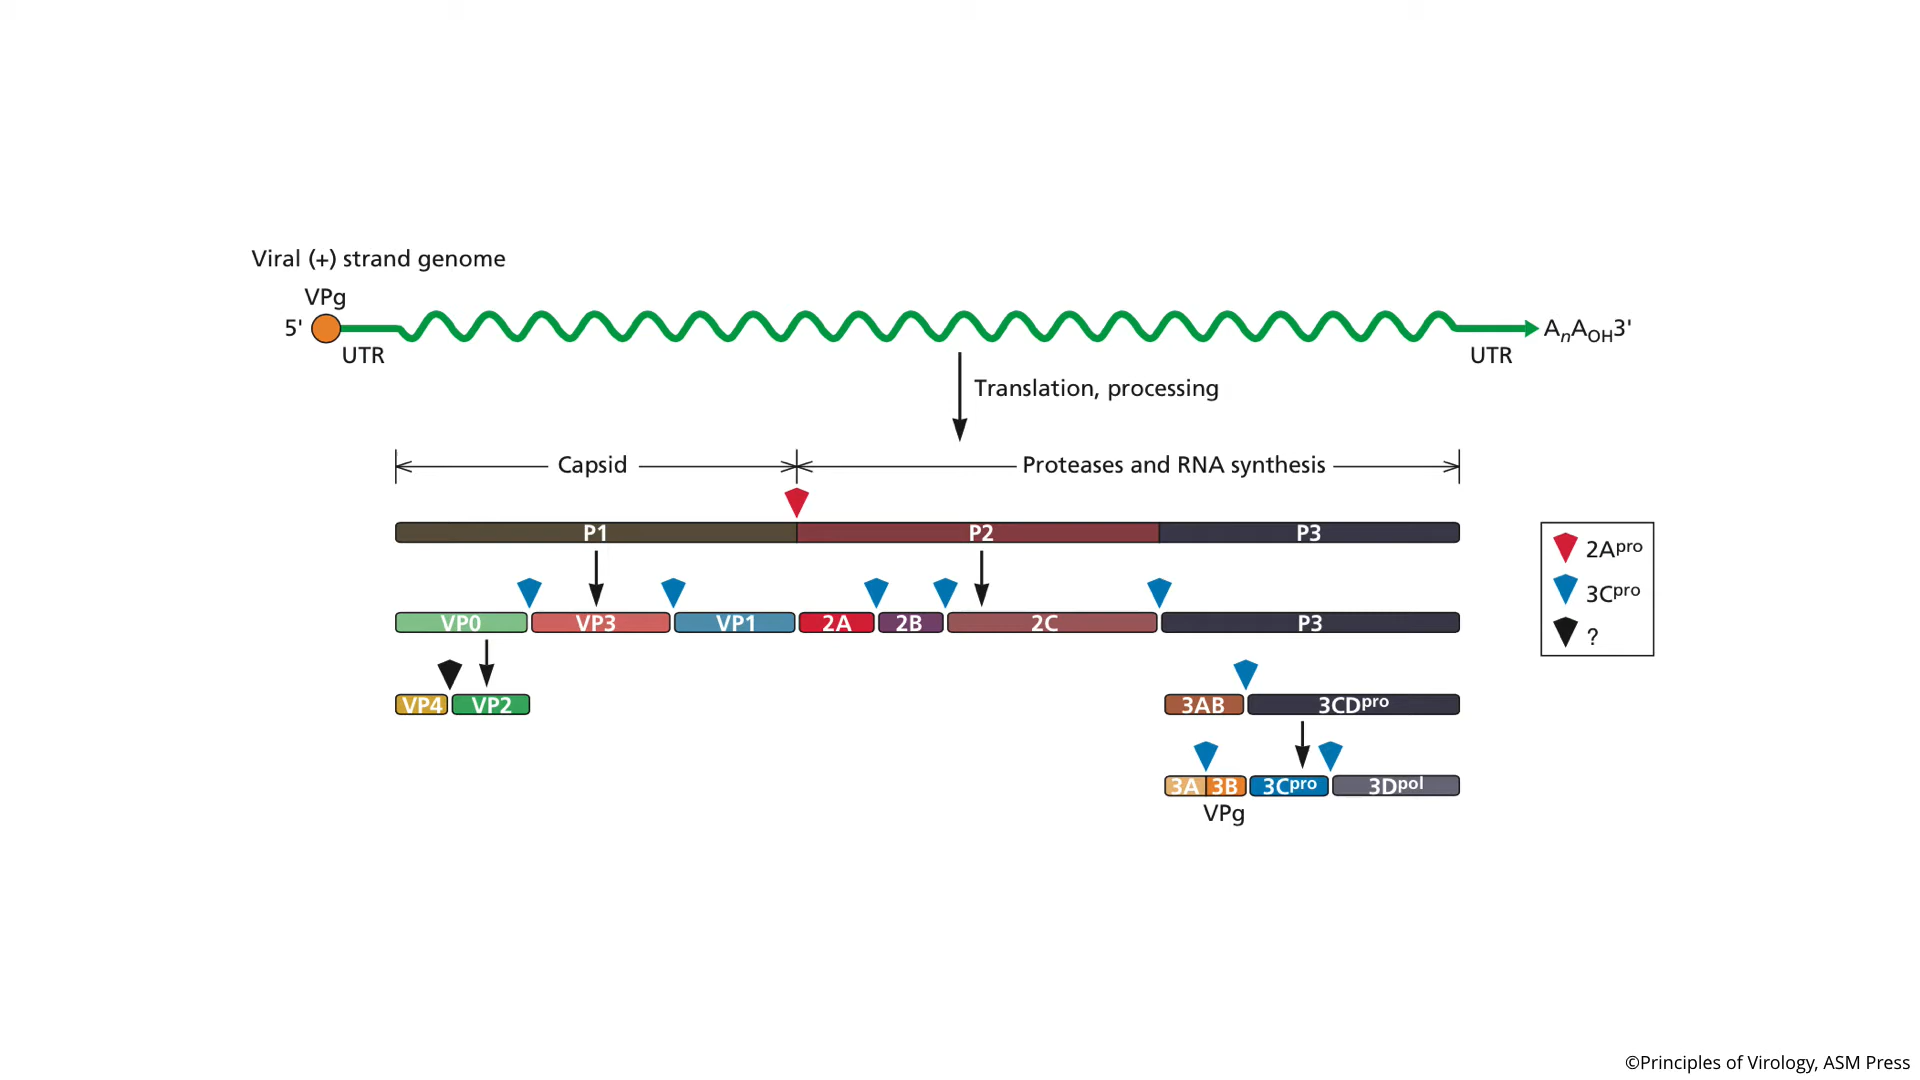 Viral (+) strand genome
VPg
5' AnAOH3'
UTR UTR
Translation, processing
Capsid Proteases and RNA synthesis
P1 P2 P3
2Apro
3Cpro
?
VP0 VP3 VP1 2A 2B 2C P3
VP4 VP2 3AB 3CDpro
3A 3B 3Cpro 3Dpol
VPg
©Principles of Virology, ASM Press